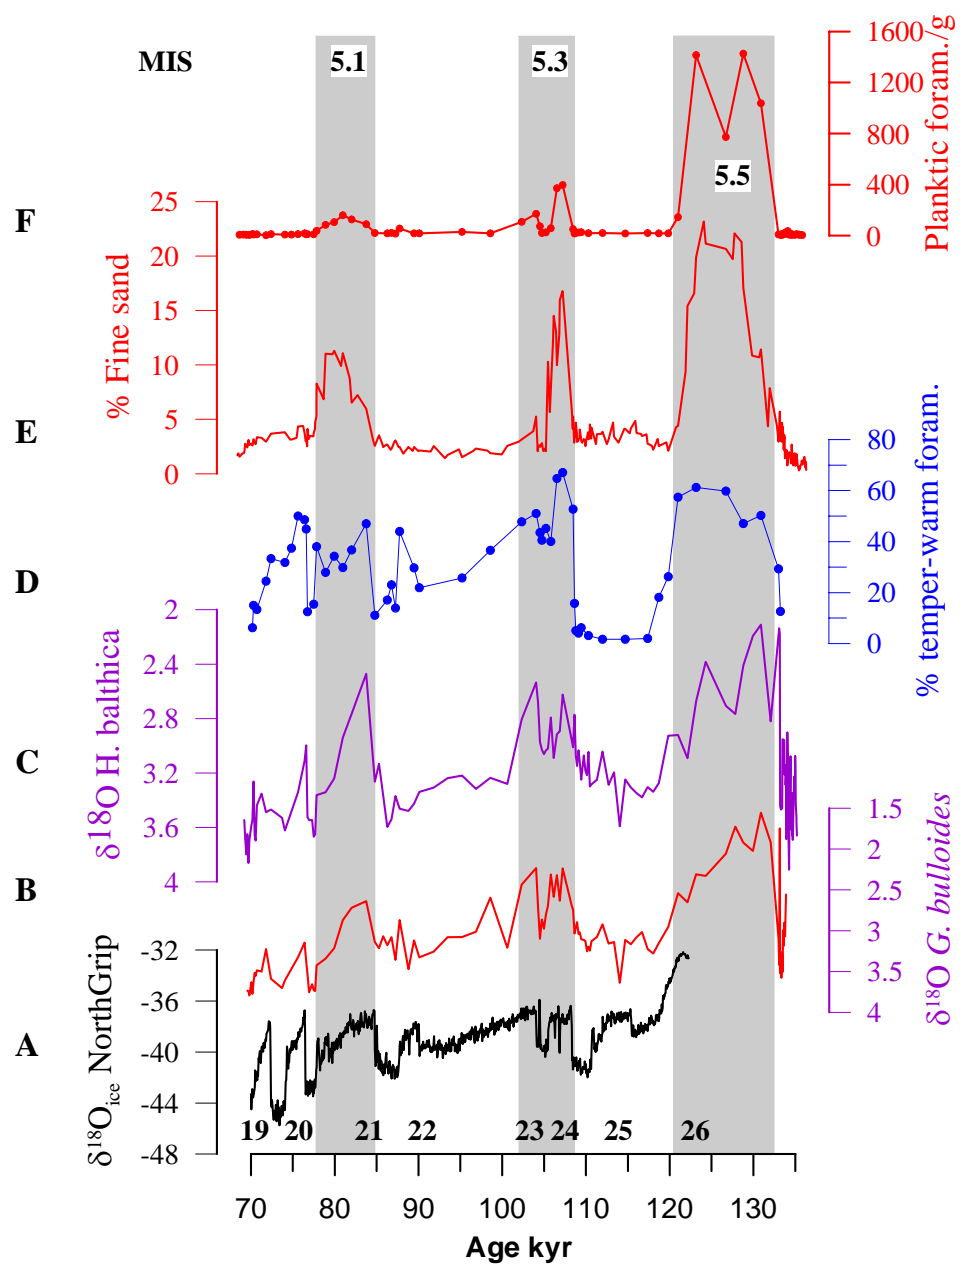 MIS
5.1
5.3
5.5
1600
1200
800
400
0
Planktic foram./g
F
25
20
15
10
5
0
% Fine sand
E
80
60
40
20
0
% temper-warm foram.
D
2
2.4
2.8
3.2
3.6
4
δ18O H. balthica
C
1.5
2
2.5
3
3.5
4
δ18O G. bulloides
B
-32
-36
-40
-44
-48
δ18Oice NorthGrip
A
19 20 21 22 23 24 25 26
70 80 90 100 110 120 130
Age kyr